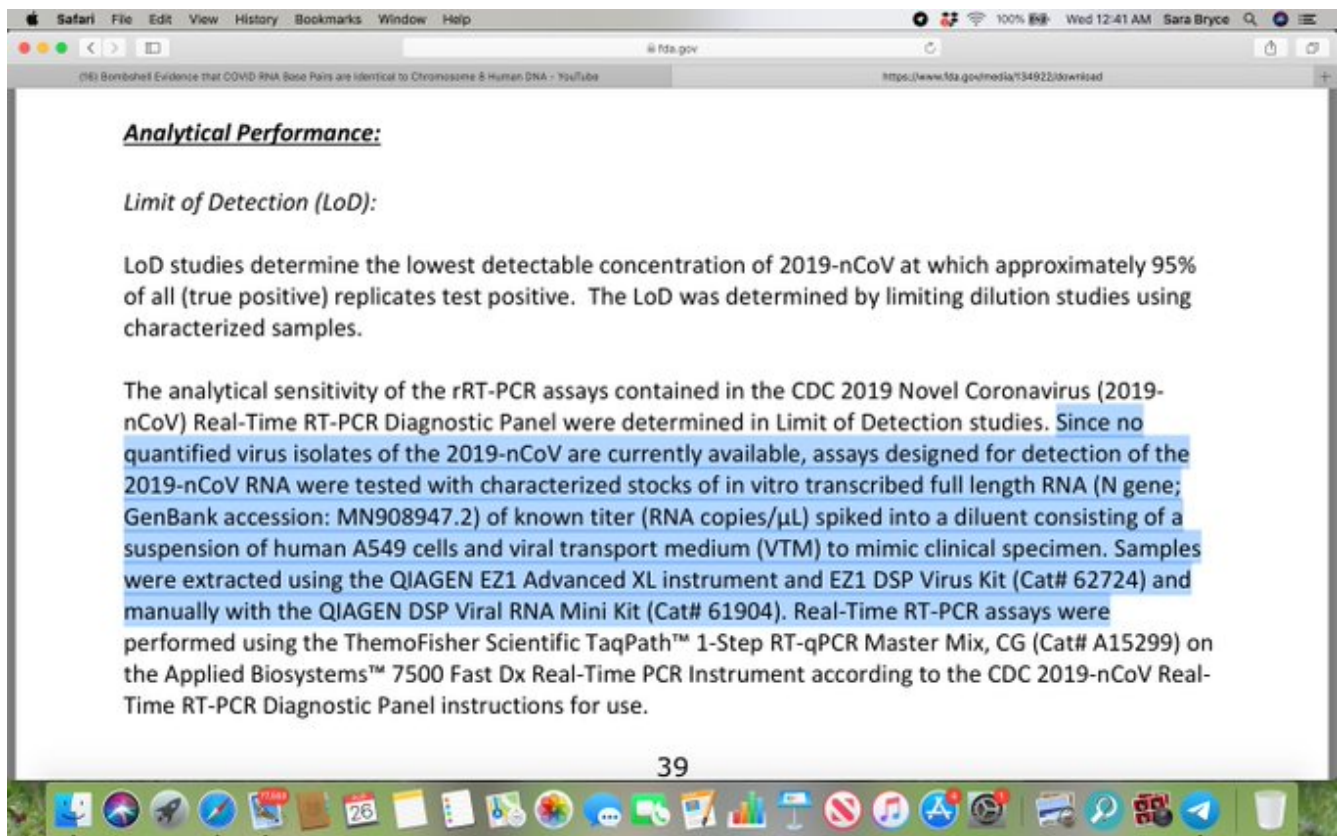 Safari File Edit View History Bookmarks Window Help 100% Wed 12:41 AM Sara Bryce
fda.gov
(16) Bombshell Evidence that COVID RNA Base Pairs are Identical to Chromosome 8 Human DNA - YouTube https://www.fda.gov/media/134922/download
Analytical Performance:
Limit of Detection (LoD):
LoD studies determine the lowest detectable concentration of 2019-nCoV at which approximately 95%
of all (true positive) replicates test positive. The LoD was determined by limiting dilution studies using
characterized samples.
The analytical sensitivity of the rRT-PCR assays contained in the CDC 2019 Novel Coronavirus (2019-
nCoV) Real-Time RT-PCR Diagnostic Panel were determined in Limit of Detection studies. Since no
quantified virus isolates of the 2019-nCoV are currently available, assays designed for detection of the
2019-nCoV RNA were tested with characterized stocks of in vitro transcribed full length RNA (N gene;
GenBank accession: MN908947.2) of known titer (RNA copies/µL) spiked into a diluent consisting of a
suspension of human A549 cells and viral transport medium (VTM) to mimic clinical specimen. Samples
were extracted using the QIAGEN EZ1 Advanced XL instrument and EZ1 DSP Virus Kit (Cat# 62724) and
manually with the QIAGEN DSP Viral RNA Mini Kit (Cat# 61904). Real-Time RT-PCR assays were
performed using the ThemoFisher Scientific TaqPath™ 1-Step RT-qPCR Master Mix, CG (Cat# A15299) on
the Applied Biosystems™ 7500 Fast Dx Real-Time PCR Instrument according to the CDC 2019-nCoV Real-
Time RT-PCR Diagnostic Panel instructions for use.
39
26